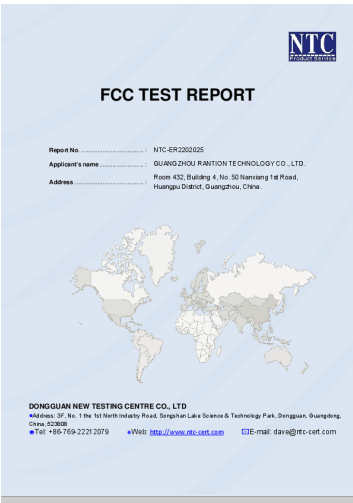 NTC
Product Service
FCC TEST REPORT
Report No. ................................ : NTC-ER2202025
Applicant's name ...................... : GUANGZHOU RANTION TECHNOLOGY CO., LTD.
Address ................................... : Room 432, Building 4, No. 50 Nanxiang 1st Road,
Huangpu District, Guangzhou, China.
DONGGUAN NEW TESTING CENTRE CO., LTD
Address: 3F, No. 1 the 1st North Industry Road, Songshan Lake Science & Technology Park, Dongguan, Guangdong,
China, 523808
Tel: +86-769-22212079 Web: http://www.ntc-cert.com E-mail: dave@ntc-cert.com